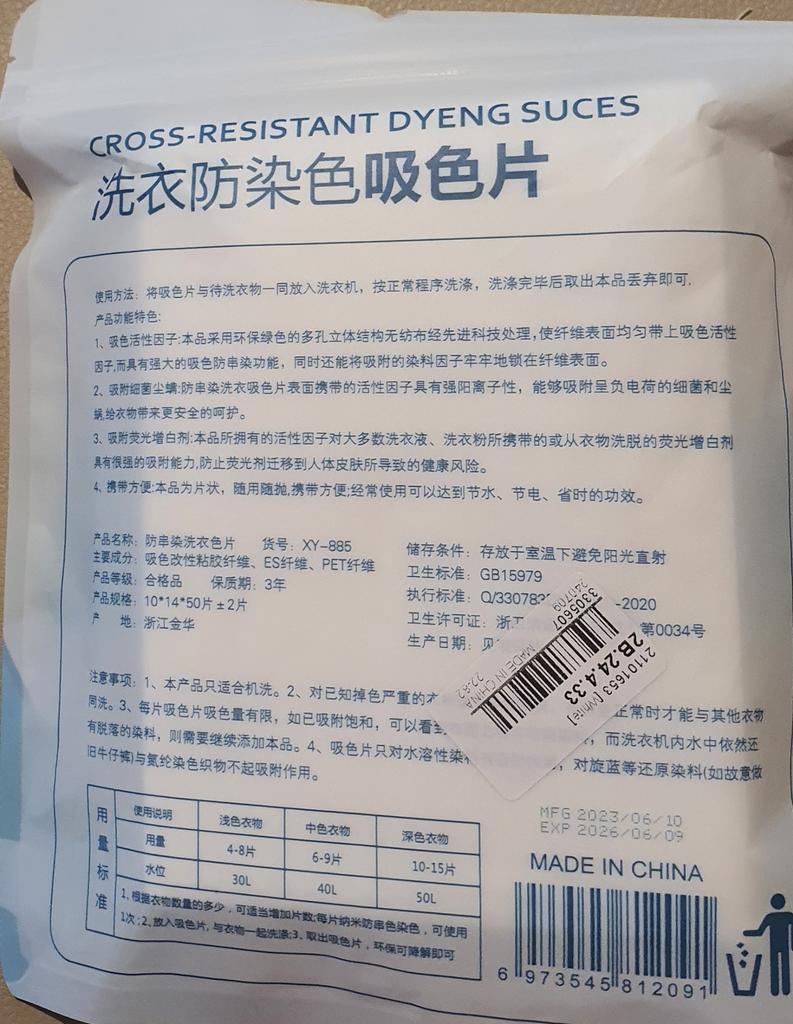 CROSS-RESISTANT DYENG SUCES
洗衣防染色吸色片
使用方法：将吸色片与待洗衣物一同放入洗衣机，按正常程序洗涤，洗涤完毕后取出本品丢弃即可.
产品功能特色:
1、吸色活性因子:本品采用环保绿色的多孔立体结构无纺布经先进科技处理,使纤维表面均匀带上吸色活性
因子,而具有强大的吸色防串染功能，同时还能将吸附的染料因子牢牢地锁在纤维表面。
2、吸附细菌尘螨:防串染洗衣吸色片表面携带的活性因子具有强阳离子性，能够吸附呈负电荷的细菌和尘
螨,给衣物带来更安全的呵护。
3、吸附荧光增白剂:本品所拥有的活性因子对大多数洗衣液、洗衣粉所携带的或从衣物洗脱的荧光增白剂
具有很强的吸附能力,防止荧光剂迁移到人体皮肤所导致的健康风险。
4、携带方便:本品为片状，随用随抛,携带方便;经常使用可以达到节水、节电、省时的功效。
产品名称：防串染洗衣色片 货号：XY-885
主要成分：吸色改性粘胶纤维、ES纤维、PET纤维
产品等级：合格品 保质期：3年
产品规格：10*14*50片±2片
产 地:浙江金华
储存条件：存放于室温下避免阳光直射
卫生标准：GB15979
执行标准：Q/330783 -2020
卫生许可证：浙 第0034号
生产日期：见
3305607
240709
MADE IN CHINA
22-62
2B.24.4.33
21101653 [White]
注意事项：1、本产品只适合机洗。2、对已知掉色严重的 正常时才能与其他衣物
同洗。3、每片吸色片吸色量有限，如已吸附饱和，可以看到 ，而洗衣机内水中依然还
有脱落的染料，则需要继续添加本品。4、吸色片只对水溶性染 ，对旋蓝等还原染料(如故意做
旧牛仔裤)与氮纶染色织物不起吸附作用。
用量标准
使用说明 浅色衣物 中色衣物 深色衣物
用量 4-8片 6-9片 10-15片
水位 30L 40L 50L
1、根据衣物数量的多少，可适当增加片数;每片纳米防串色染色，可使用
1次;2、放入吸色片,与衣物一起洗涤;3、取出吸色片，环保可降解即可
MFG 2023/06/10
EXP 2026/06/09
MADE IN CHINA
6 973545 812091